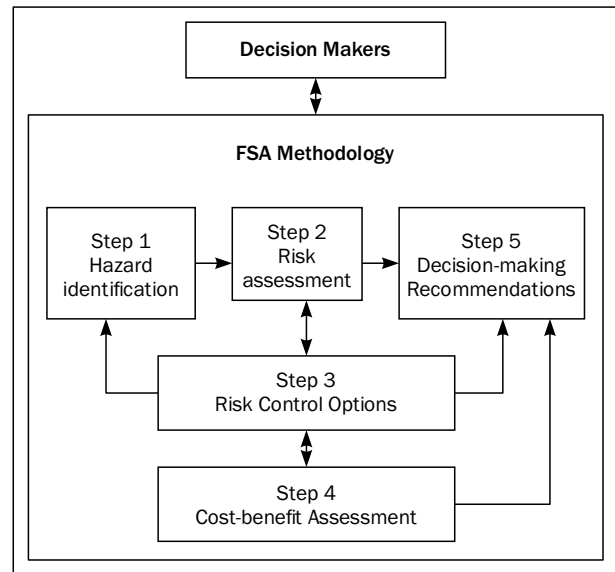 Decision Makers
FSA Methodology
Step 1
Hazard
identification
Step 2
Risk
assessment
Step 5
Decision-making
Recommendations
Step 3
Risk Control Options
Step 4
Cost-benefit Assessment